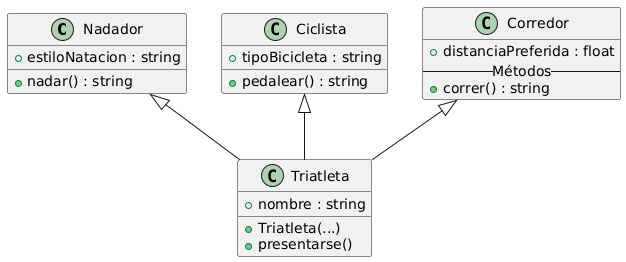 C Nadador
estiloNatacion : string
nadar() : string
C Ciclista
tipoBicicleta : string
pedalear() : string
C Corredor
distanciaPreferida : float
Métodos
correr() : string
C Triatleta
nombre : string
Triatleta(...)
presentarse()